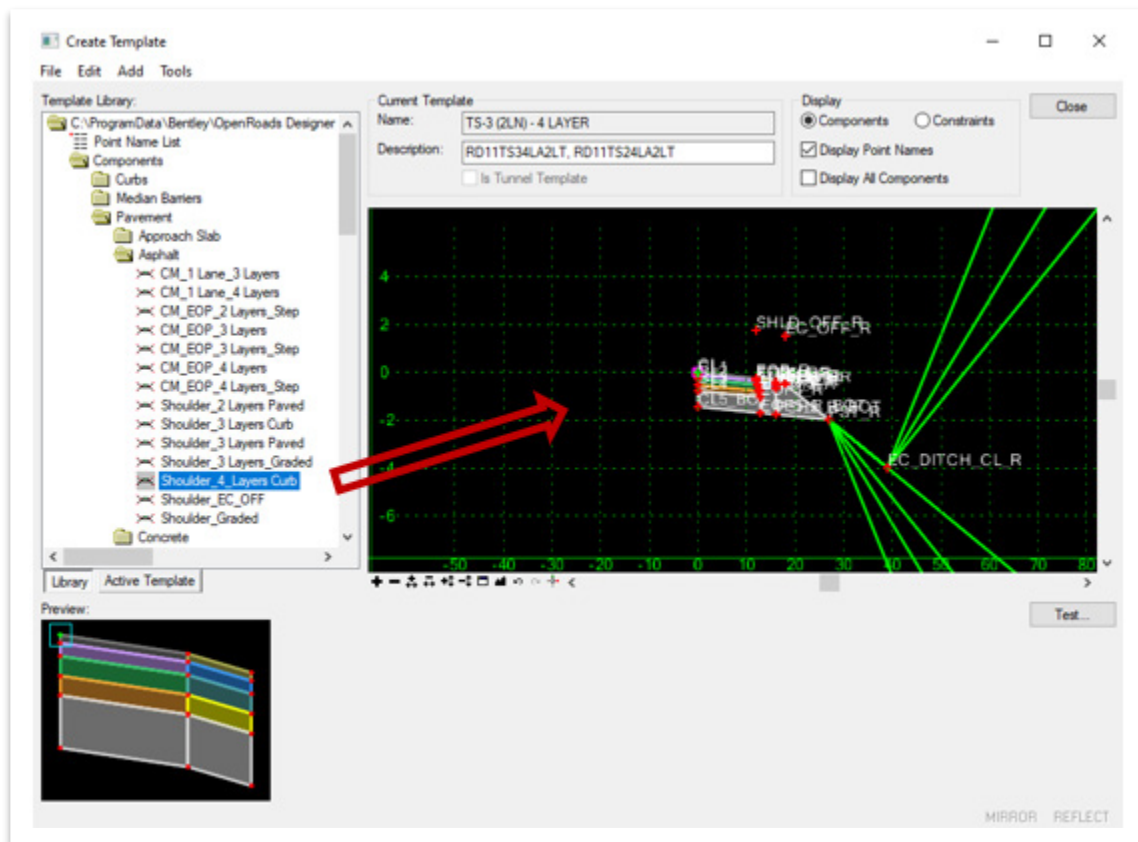 Create Template
File Edit Add Tools
Template Library:
C:\ProgramData\Bentley\OpenRoads Designer
Point Name List
Components
Curbs
Median Barriers
Pavement
Approach Slab
Asphalt
CM_1 Lane_3 Layers
CM_1 Lane_4 Layers
CM_EOP_2 Layers_Step
CM_EOP_3 Layers
CM_EOP_3 Layers_Step
CM_EOP_4 Layers
CM_EOP_4 Layers_Step
Shoulder_2 Layers Paved
Shoulder_3 Layers Curb
Shoulder_3 Layers Paved
Shoulder_3 Layers_Graded
Shoulder_4_Layers Curb
Shoulder_EC_OFF
Shoulder_Graded
Concrete
Library Active Template
Current Template
Name: TS-3 (2LN) - 4 LAYER
Description: RD11TS34LA2LT, RD11TS24LA2LT
Is Tunnel Template
Display
Components Constraints
Display Point Names
Display All Components
Close
4
2
0
-2
-4
-6
SHLD_OFF_R
EC_OFF_R
CL1
EC_DITCH_CL_R
-50 -40 -30 -20 -10 0 10 20 30 40 50 60 70 80
Test...
Preview:
MIRROR REFLECT